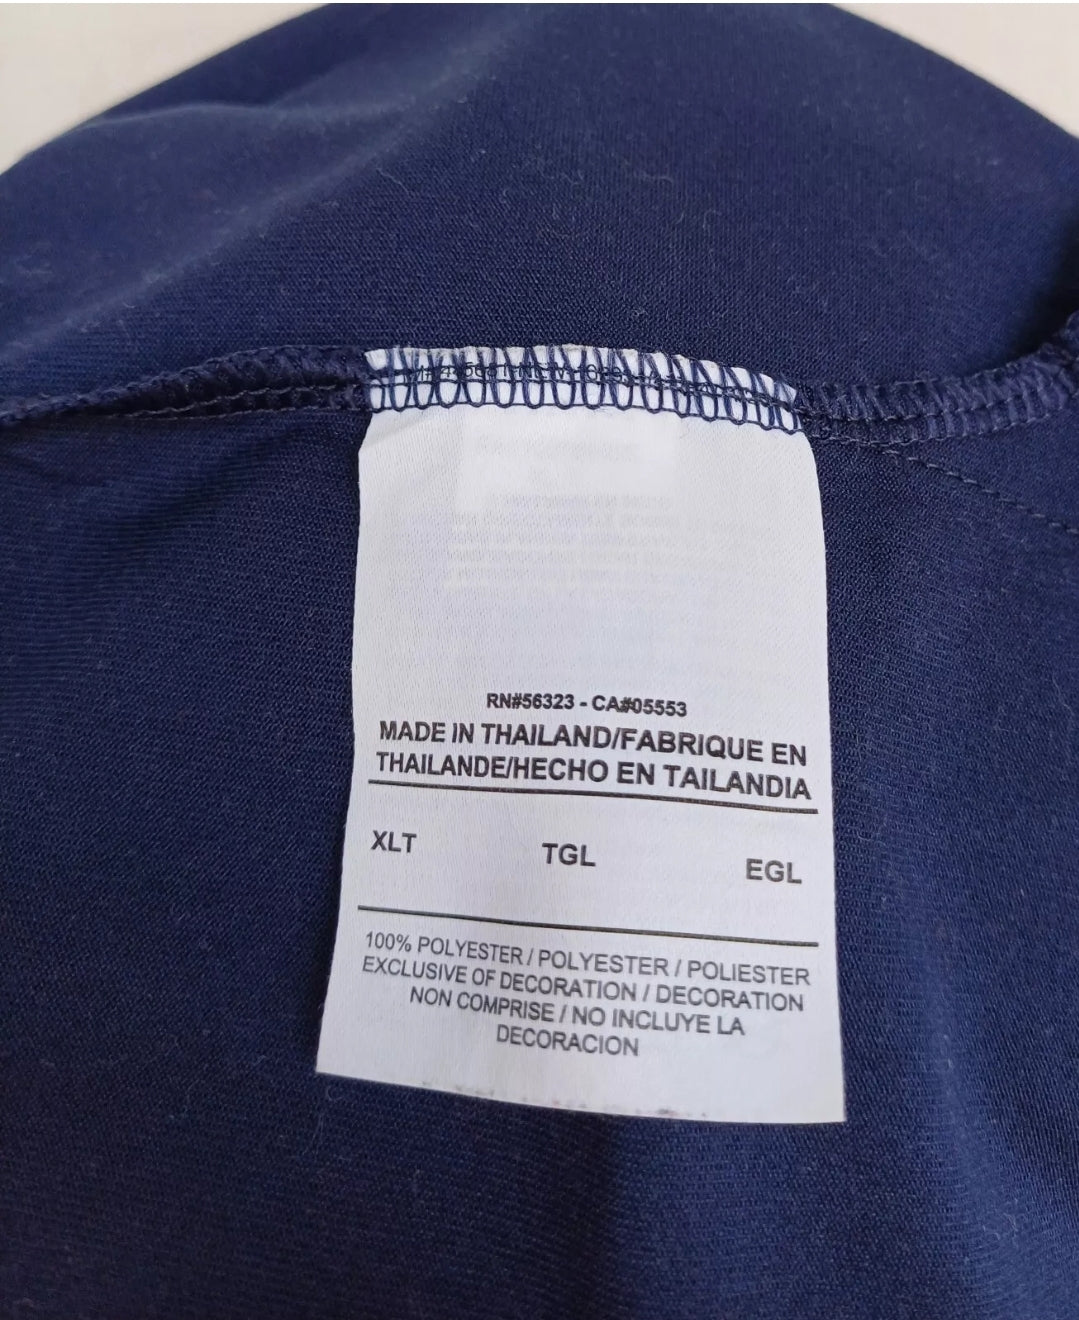 RN#56323 - CA#05553
MADE IN THAILAND/FABRIQUE EN
THAILANDE/HECHO EN TAILANDIA
XLT TGL EGL
100% POLYESTER / POLYESTER / POLIESTER
EXCLUSIVE OF DECORATION / DECORATION
NON COMPRISE / NO INCLUYE LA
DECORACION